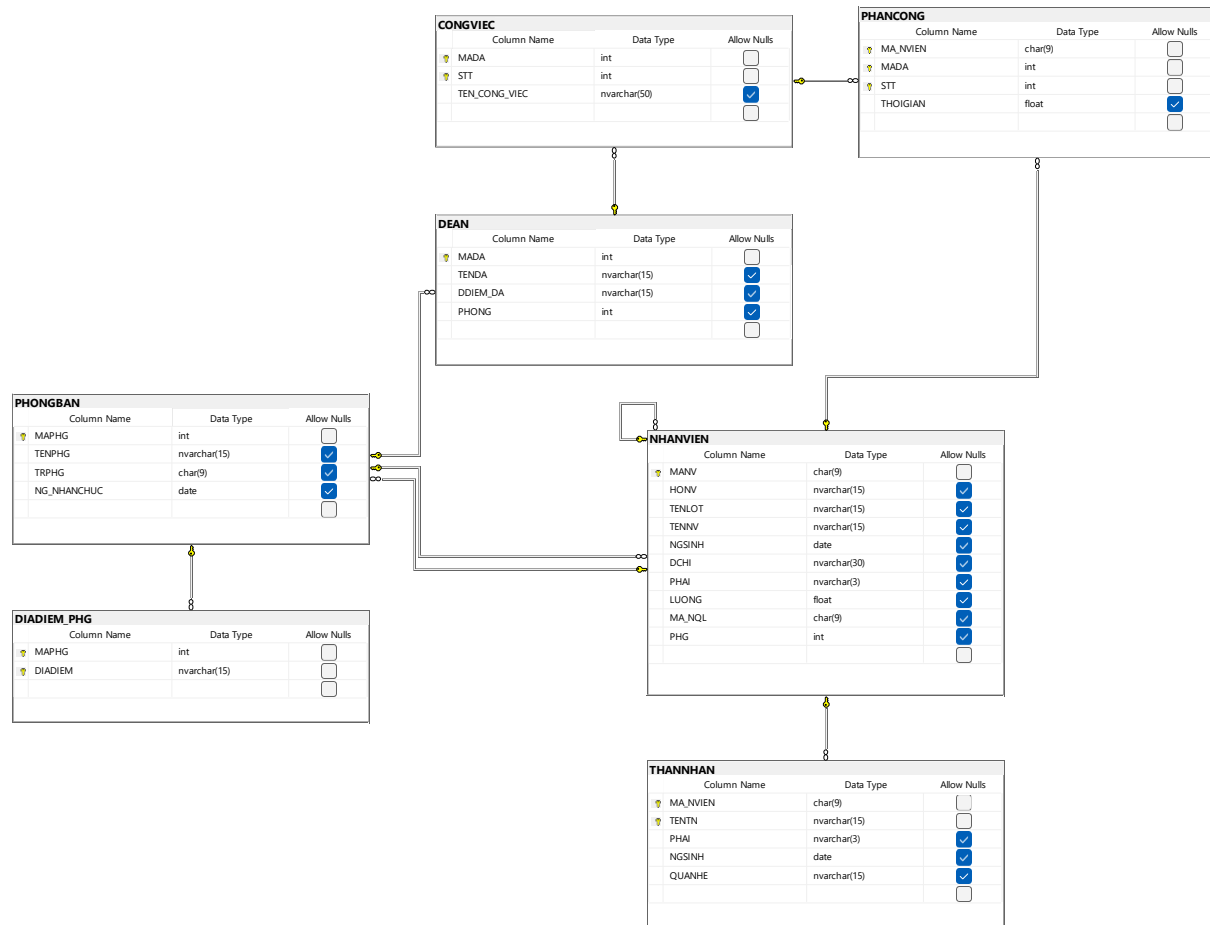 CONGVIEC
Column Name Data Type Allow Nulls
MADA int
STT int
TEN_CONG_VIEC nvarchar(50)
PHANCONG
Column Name Data Type Allow Nulls
MA_NVIEN char(9)
MADA int
STT int
THOIGIAN float
DEAN
Column Name Data Type Allow Nulls
MADA int
TENDA nvarchar(15)
DDIEM_DA nvarchar(15)
PHONG int
PHONGBAN
Column Name Data Type Allow Nulls
MAPHG int
TENPHG nvarchar(15)
TRPHG char(9)
NG_NHANCHUC date
NHANVIEN
Column Name Data Type Allow Nulls
MANV char(9)
HONV nvarchar(15)
TENLOT nvarchar(15)
TENNV nvarchar(15)
NGSINH date
DCHI nvarchar(30)
PHAI nvarchar(3)
LUONG float
MA_NQL char(9)
PHG int
DIADIEM_PHG
Column Name Data Type Allow Nulls
MAPHG int
DIADIEM nvarchar(15)
THANNHAN
Column Name Data Type Allow Nulls
MA_NVIEN char(9)
TENTN nvarchar(15)
PHAI nvarchar(3)
NGSINH date
QUANHE nvarchar(15)